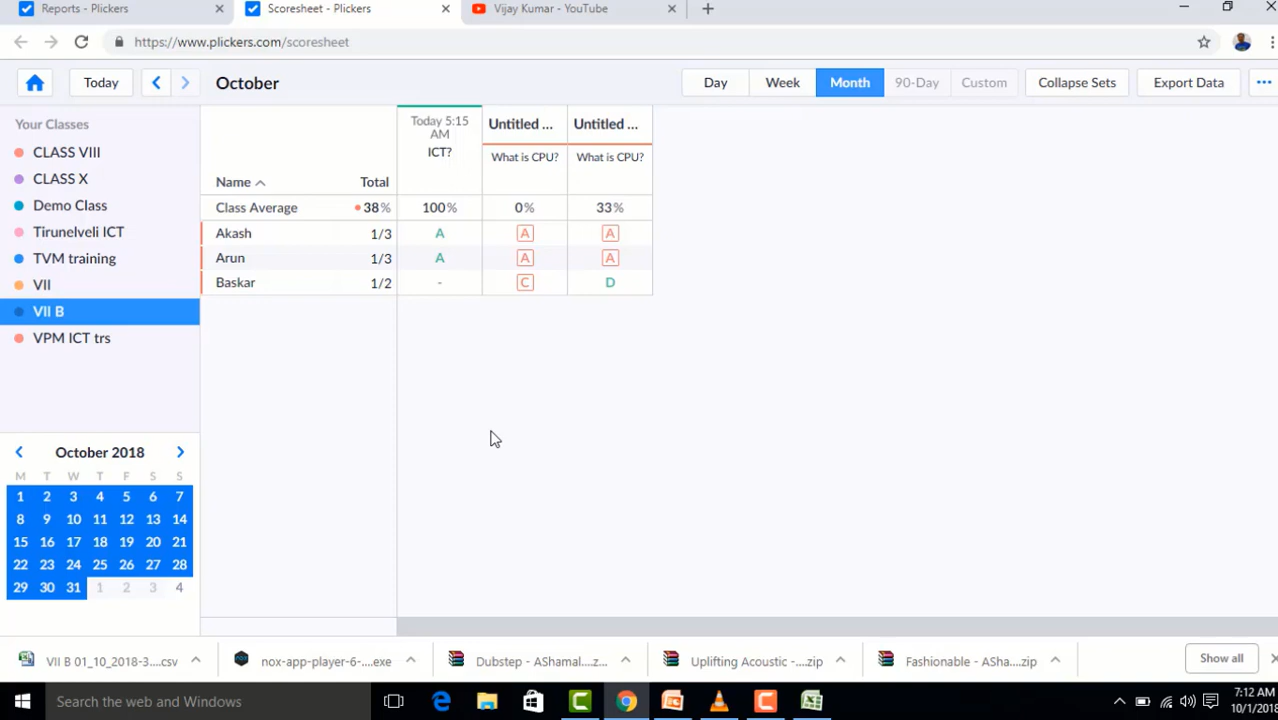 Reports - Plickers
Scoresheet - Plickers
Vijay Kumar - YouTube
https://www.plickers.com/scoresheet
Today
October
Day
Week
Month
90-Day
Custom
Collapse Sets
Export Data
Your Classes
CLASS VIII
CLASS X
Demo Class
Tirunelveli ICT
TVM training
VII
VII B
VPM ICT trs
Today 5:15 AM
ICT?
Untitled ...
What is CPU?
Untitled ...
What is CPU?
Name Total
Class Average 38% 100% 0% 33%
Akash 1/3 A A A
Arun 1/3 A A A
Baskar 1/2 - C D
October 2018
M T W T F S S
1 2 3 4 5 6 7
8 9 10 11 12 13 14
15 16 17 18 19 20 21
22 23 24 25 26 27 28
29 30 31 1 2 3 4
VII B 01_10_2018-3....csv
nox-app-player-6-....exe
Dubstep - AShamal....z...
Uplifting Acoustic -....zip
Fashionable - ASha....zip
Show all
Search the web and Windows
7:12 AM
10/1/2018